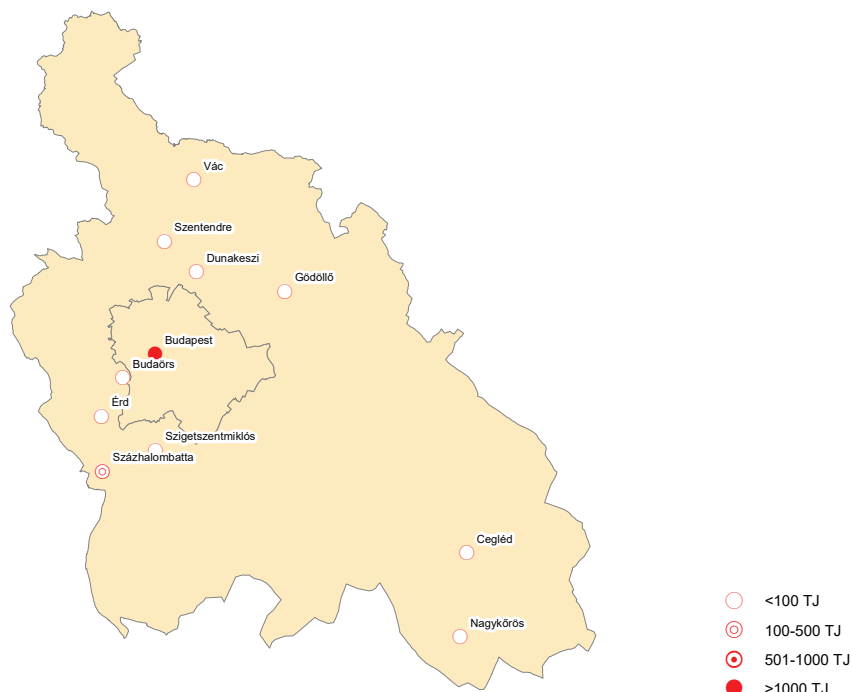 Vác
Szentendre
Dunakeszi
Gödöllő
Budapest
Budaörs
Érd
Szigetszentmiklós
Százhalombatta
Cegléd
Nagykőrös
<100 TJ
100-500 TJ
501-1000 TJ
>1000 TJ